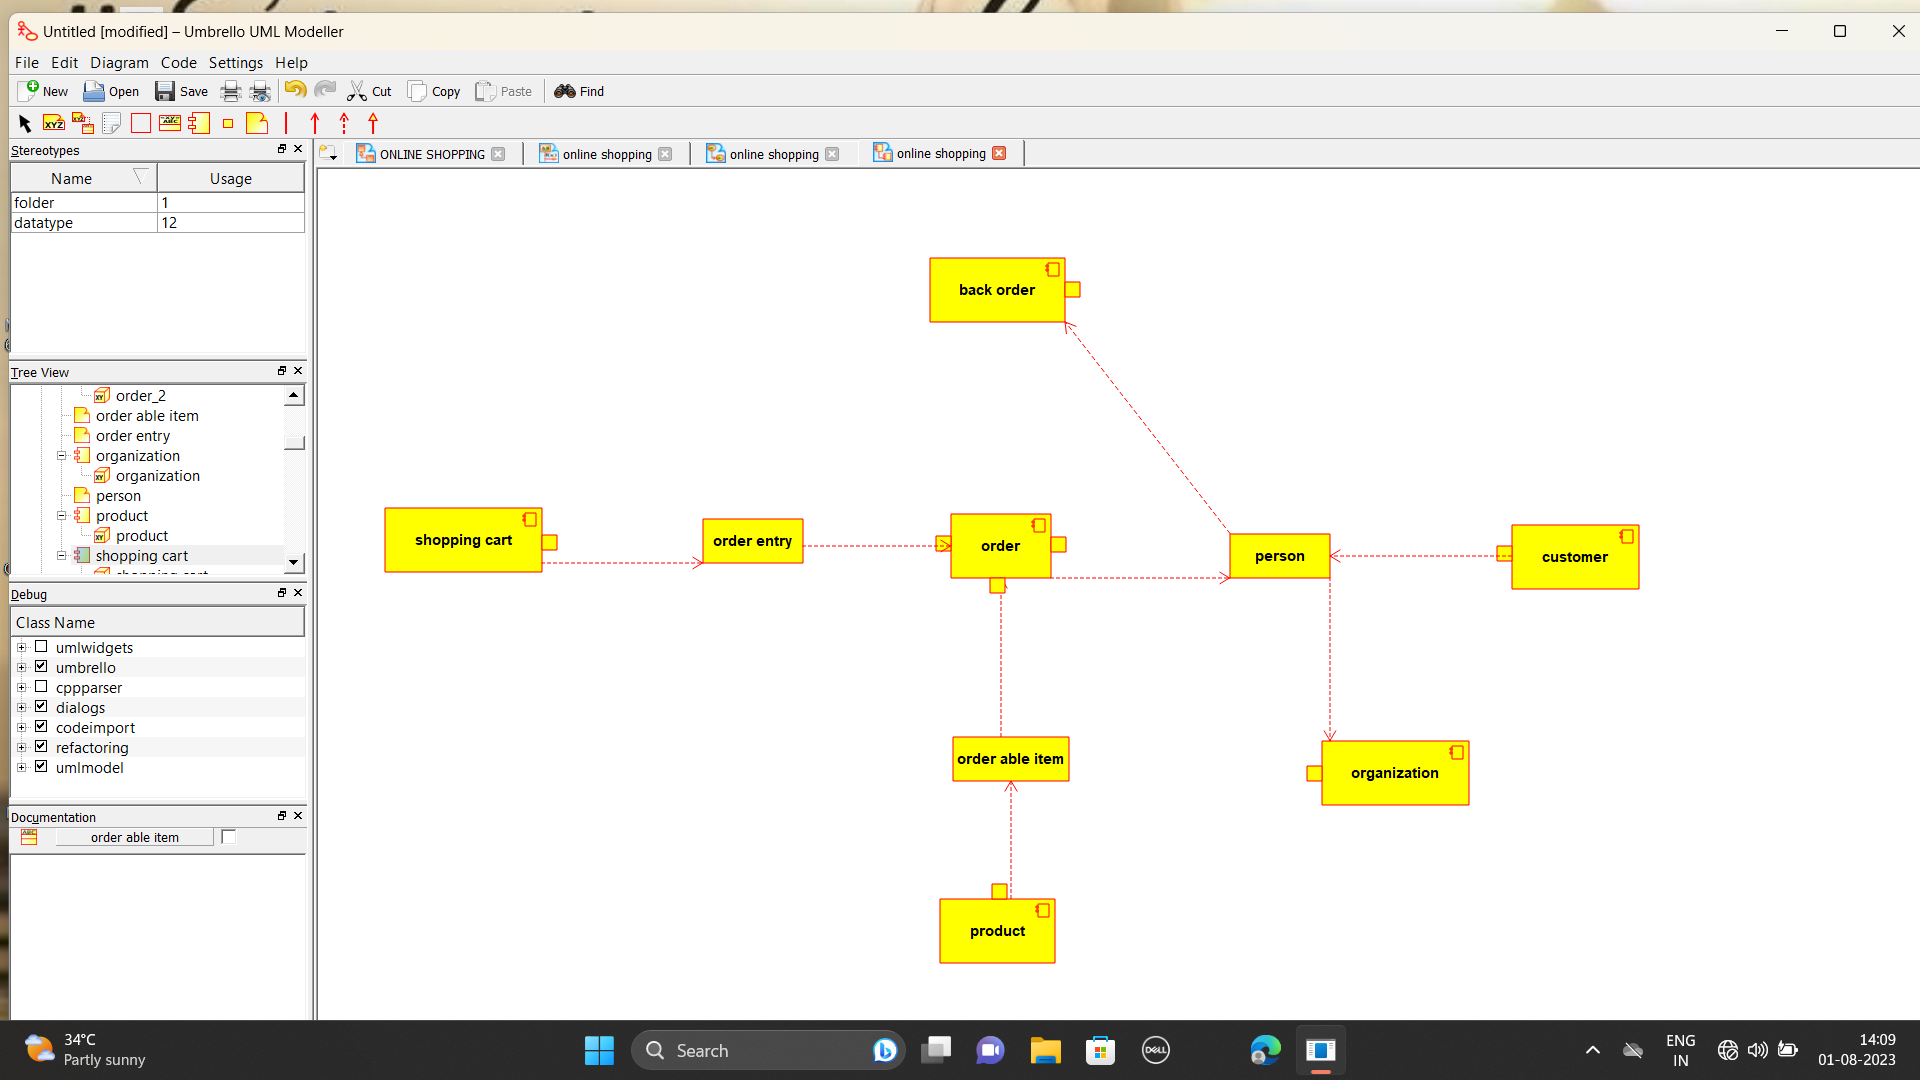 Untitled [modified] – Umbrello UML Modeller
File Edit Diagram Code Settings Help
New Open Save Cut Copy Paste Find
Stereotypes
Name Usage
folder 1
datatype 12
Tree View
order_2
order able item
order entry
organization
organization
person
product
product
shopping cart
shopping cart
Debug
Class Name
umlwidgets
umbrello
cppparser
dialogs
codeimport
refactoring
umlmodel
Documentation
order able item
ONLINE SHOPPING
online shopping
online shopping
online shopping
back order
shopping cart
order entry
order
person
customer
order able item
organization
product
34°C
Partly sunny
Search
DELL
ENG
IN
14:09
01-08-2023